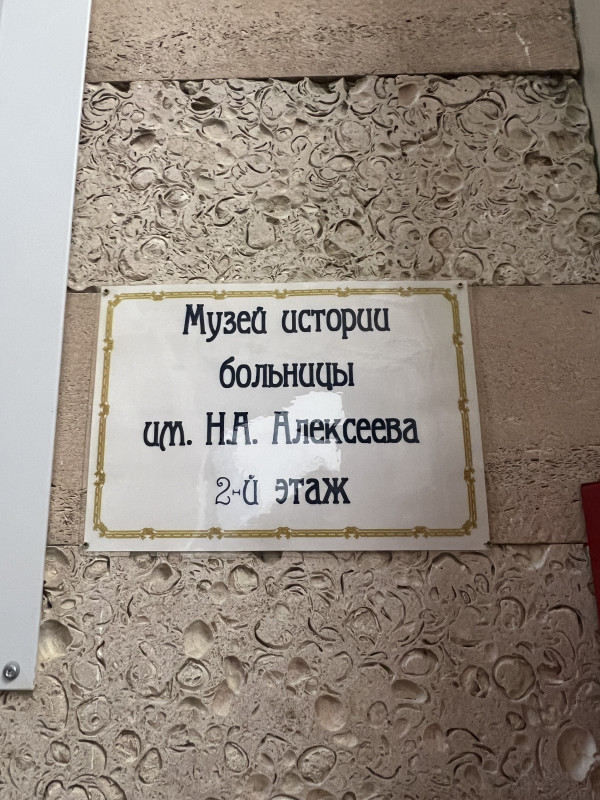 Музей истории
больницы
им. Н.А. Алексеева
2-й этаж